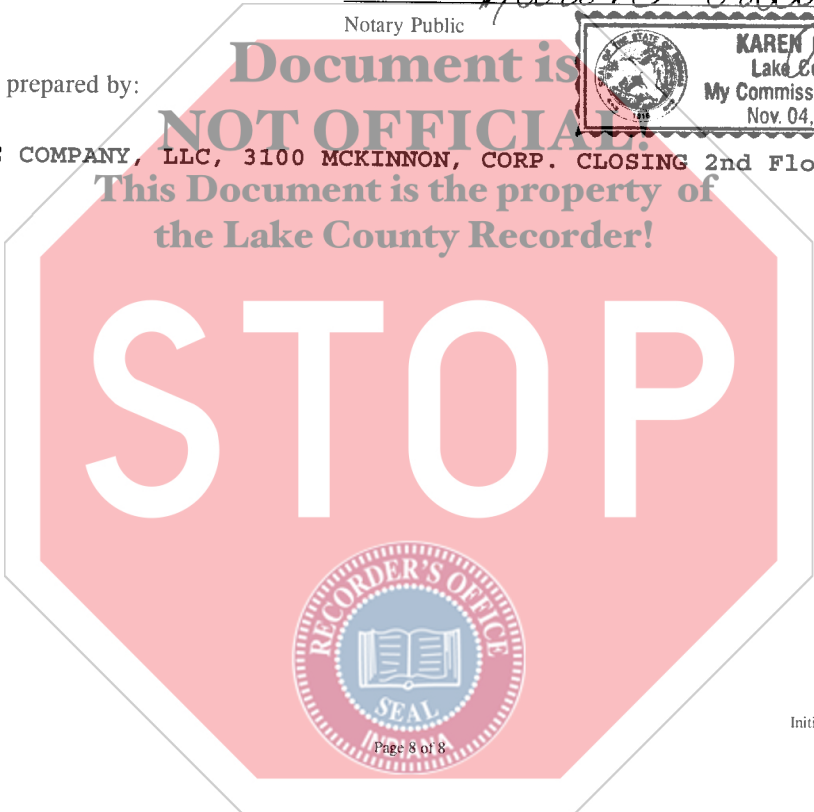 Notary Public
KAREN
Lake
My Commiss
Nov. 04,
prepared by:
Document is
NOT OFFICIAL!
COMPANY, LLC, 3100 MCKINNON, CORP. CLOSING 2nd Flo
This Document is the property of
the Lake County Recorder!
STOP
RECORDER'S OFFICE
SEAL
INDIANA
Page 8 of 8
Initi